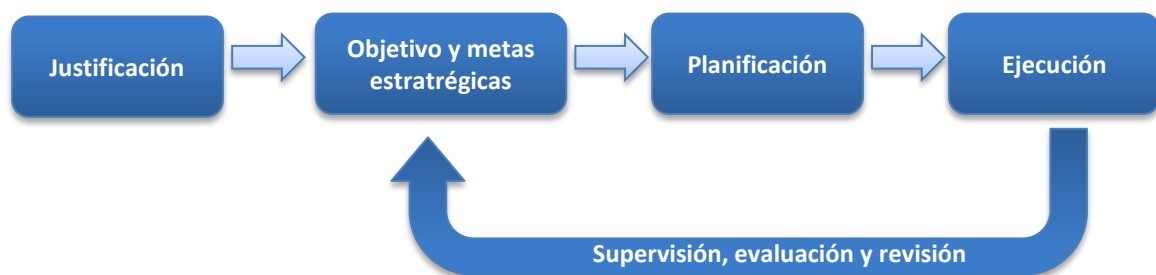 Justificación
Objetivo y metas
estratrégicas
Planificación
Ejecución
Supervisión, evaluación y revisión